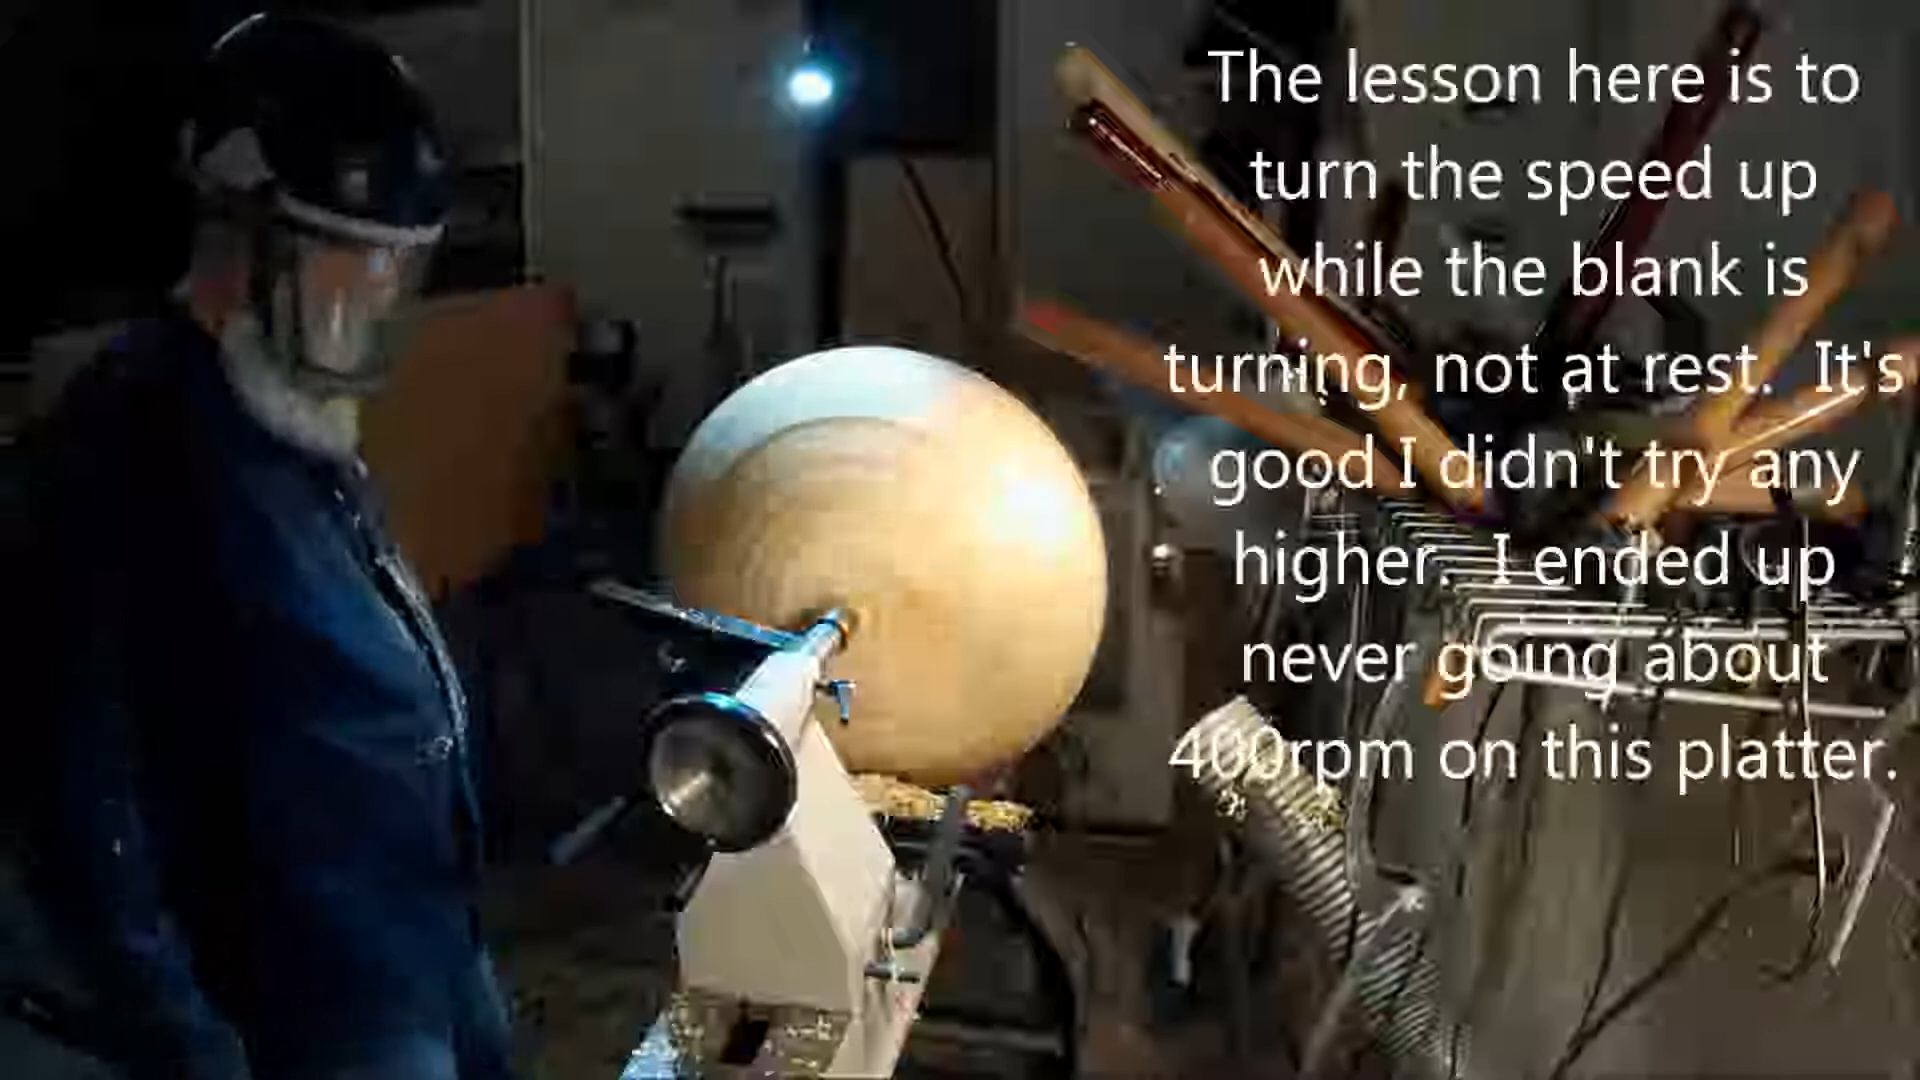 The lesson here is to
turn the speed up
while the blank is
turning, not at rest.  It's
good I didn't try any
higher.  I ended up
never going about
400rpm on this platter.